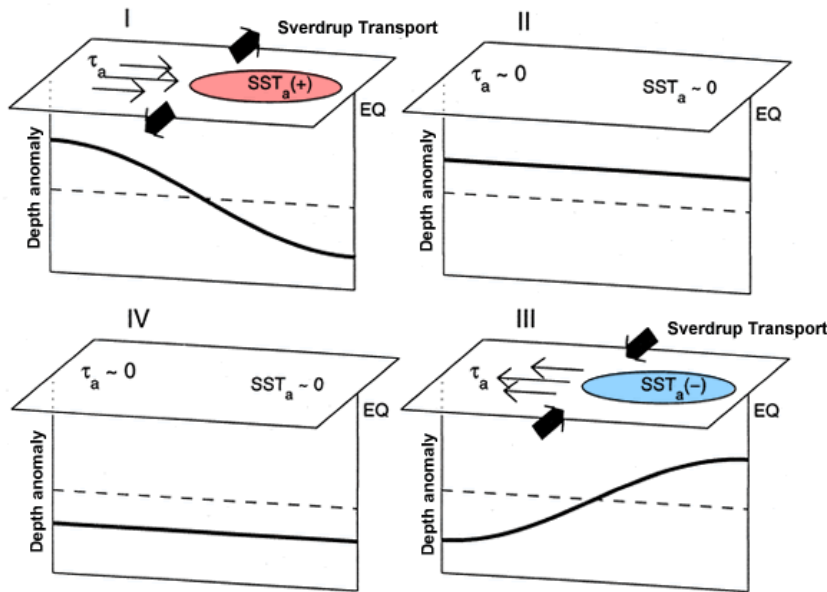 I
Sverdrup Transport
τa
SSTa(+)
EQ
Depth anomaly
II
τa ~ 0
SSTa ~ 0
EQ
Depth anomaly
IV
τa ~ 0
SSTa ~ 0
EQ
Depth anomaly
III
Sverdrup Transport
τa
SSTa(−)
EQ
Depth anomaly